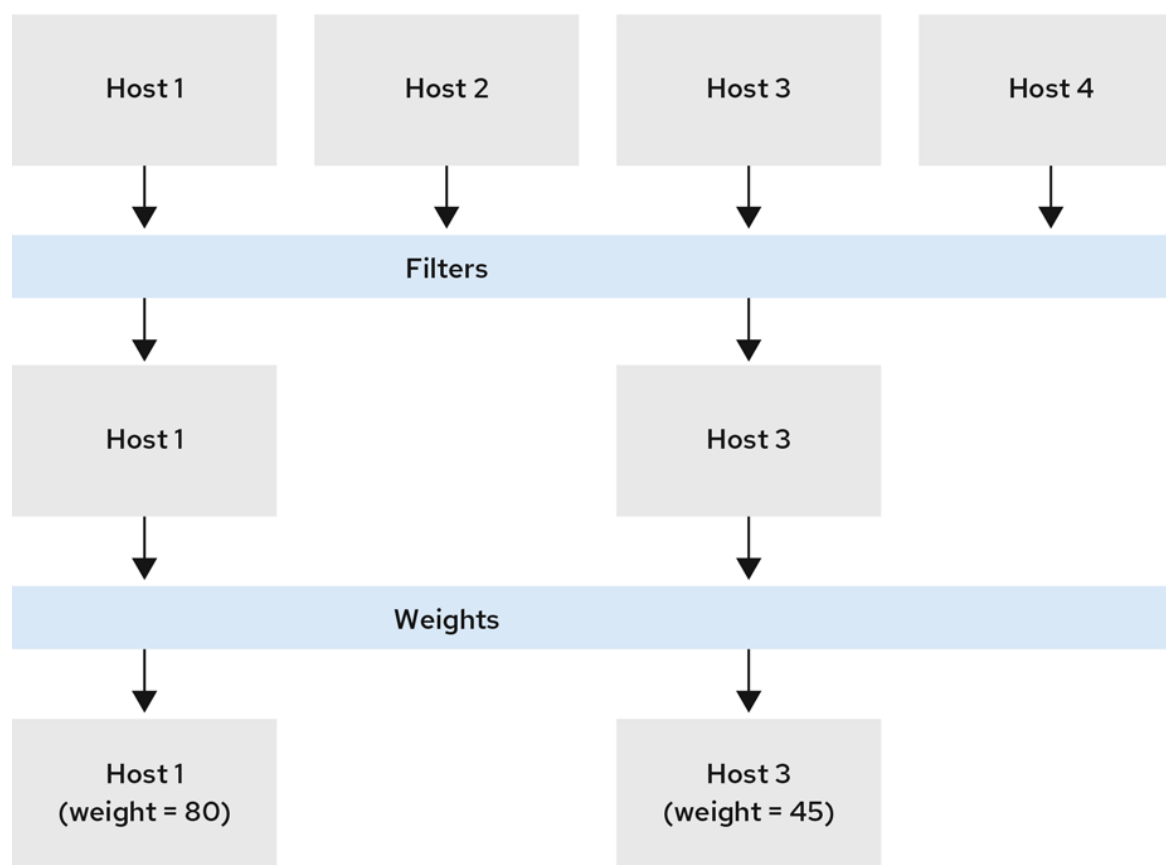 Host 1
Host 2
Host 3
Host 4
Filters
Host 1
Host 3
Weights
Host 1
(weight = 80)
Host 3
(weight = 45)